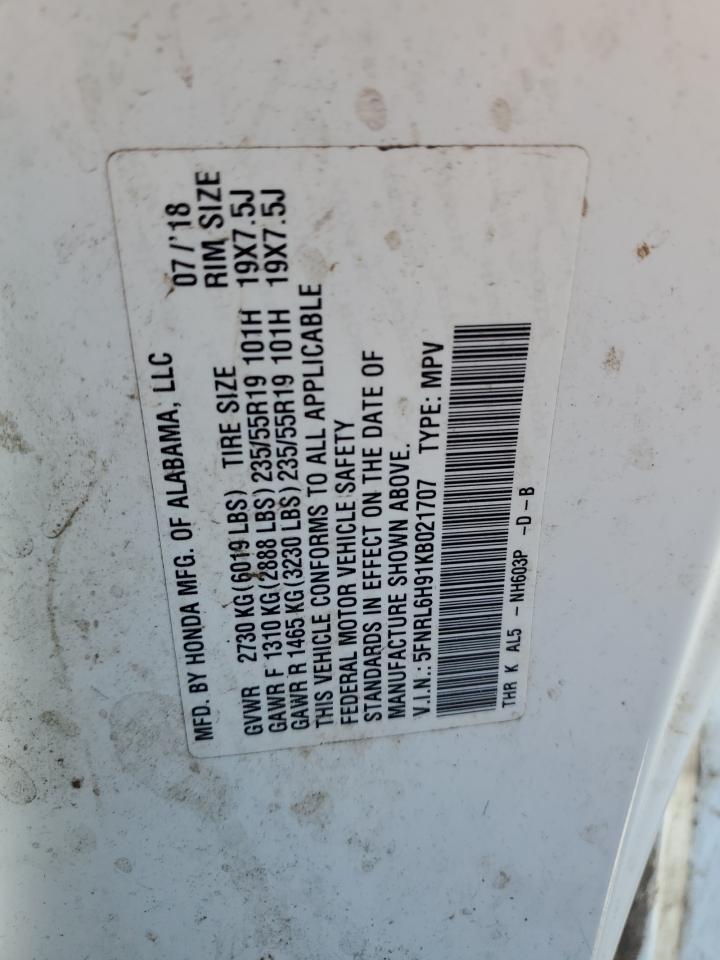 MFD. BY HONDA MFG. OF ALABAMA, LLC 07/'18
GVWR 2730 KG (6019 LBS) TIRE SIZE RIM SIZE
GAWR F 1310 KG (2888 LBS) 235/55R19 101H 19X7.5J
GAWR R 1465 KG (3230 LBS) 235/55R19 101H 19X7.5J
THIS VEHICLE CONFORMS TO ALL APPLICABLE
FEDERAL MOTOR VEHICLE SAFETY
STANDARDS IN EFFECT ON THE DATE OF
MANUFACTURE SHOWN ABOVE.
V.I.N.: 5FNRL6H91KB021707 TYPE: MPV
THR K AL5 - NH603P -D-B